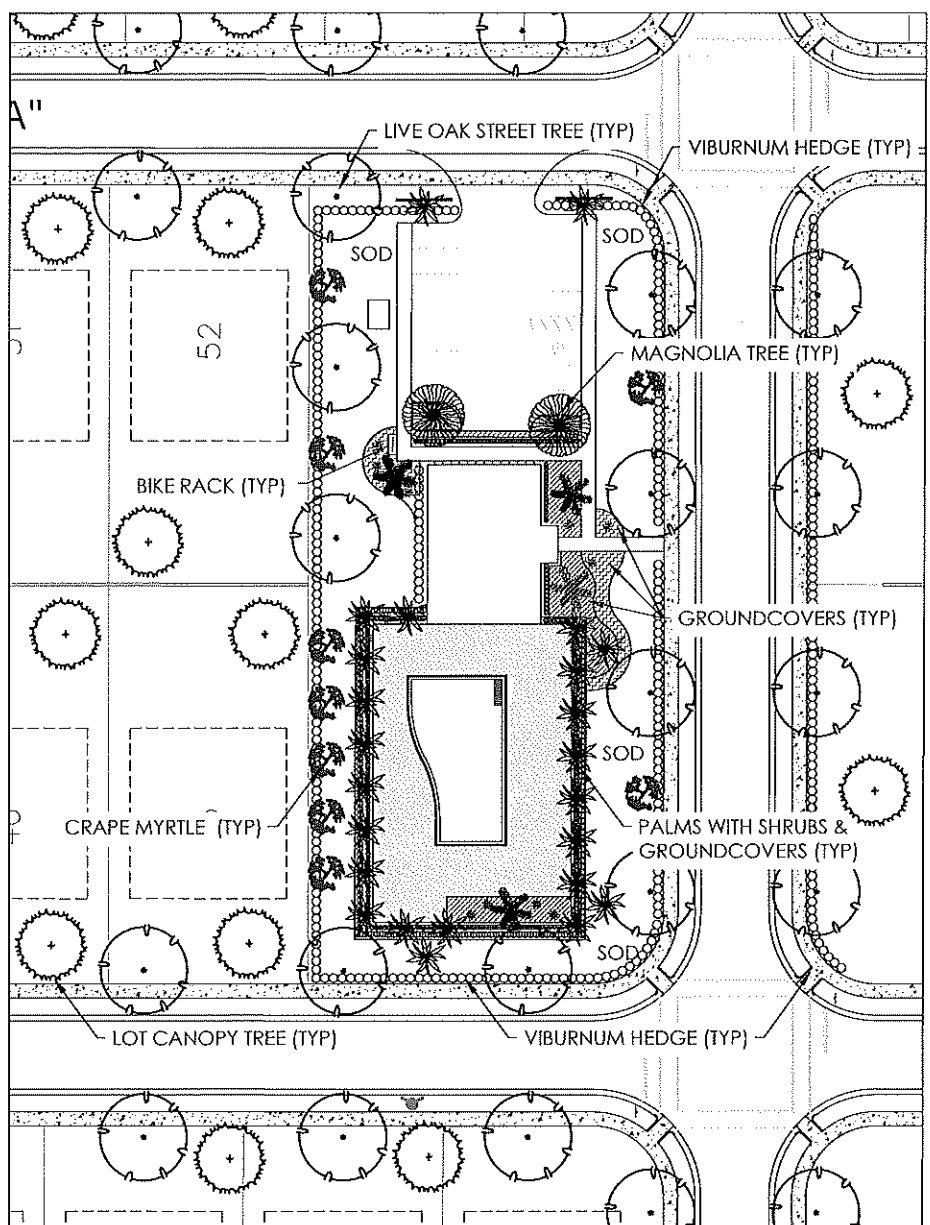 A"
LIVE OAK STREET TREE (TYP)
VIBURNUM HEDGE (TYP)
SOD
SOD
52
MAGNOLIA TREE (TYP)
BIKE RACK (TYP)
GROUNDCOVERS (TYP)
SOD
CRAPE MYRTLE (TYP)
PALMS WITH SHRUBS &
GROUNDCOVERS (TYP)
SOD
LOT CANOPY TREE (TYP)
VIBURNUM HEDGE (TYP)